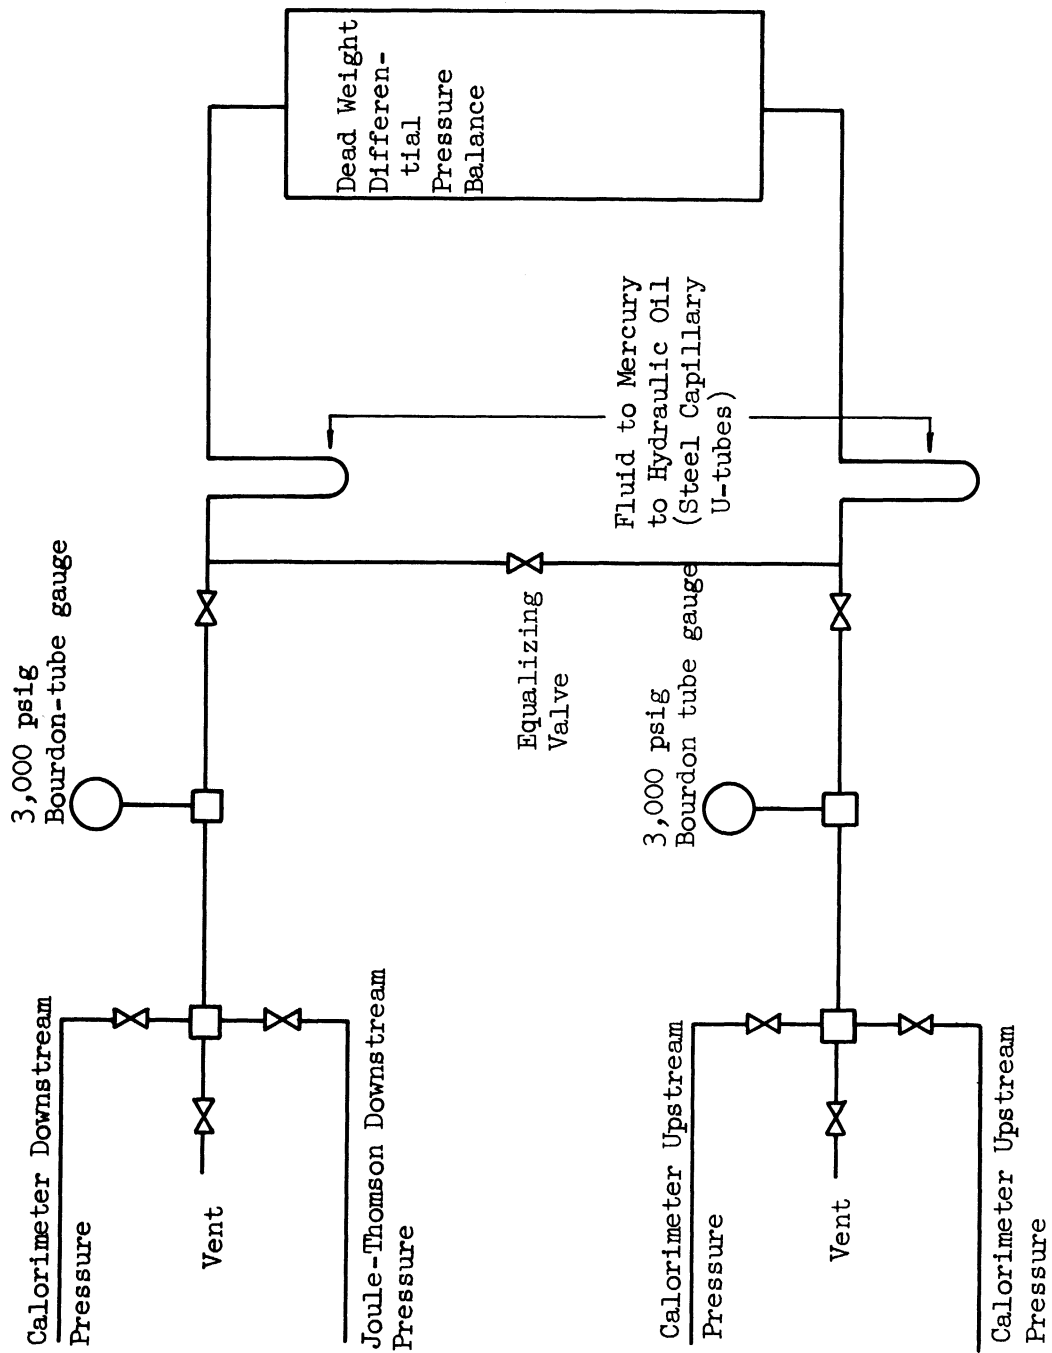 3,000 psig
Bourdon-tube gauge
Calorimeter Downstream
Pressure
Vent
Joule-Thomson Downstream
Pressure
Dead Weight
Differen-
tial
Pressure
Balance
Equalizing
Valve
Fluid to Mercury
to Hydraulic Oil
(Steel Capillary
U-tubes)
3,000 psig
Bourdon tube gauge
Calorimeter Upstream
Pressure
Vent
Calorimeter Upstream
Pressure